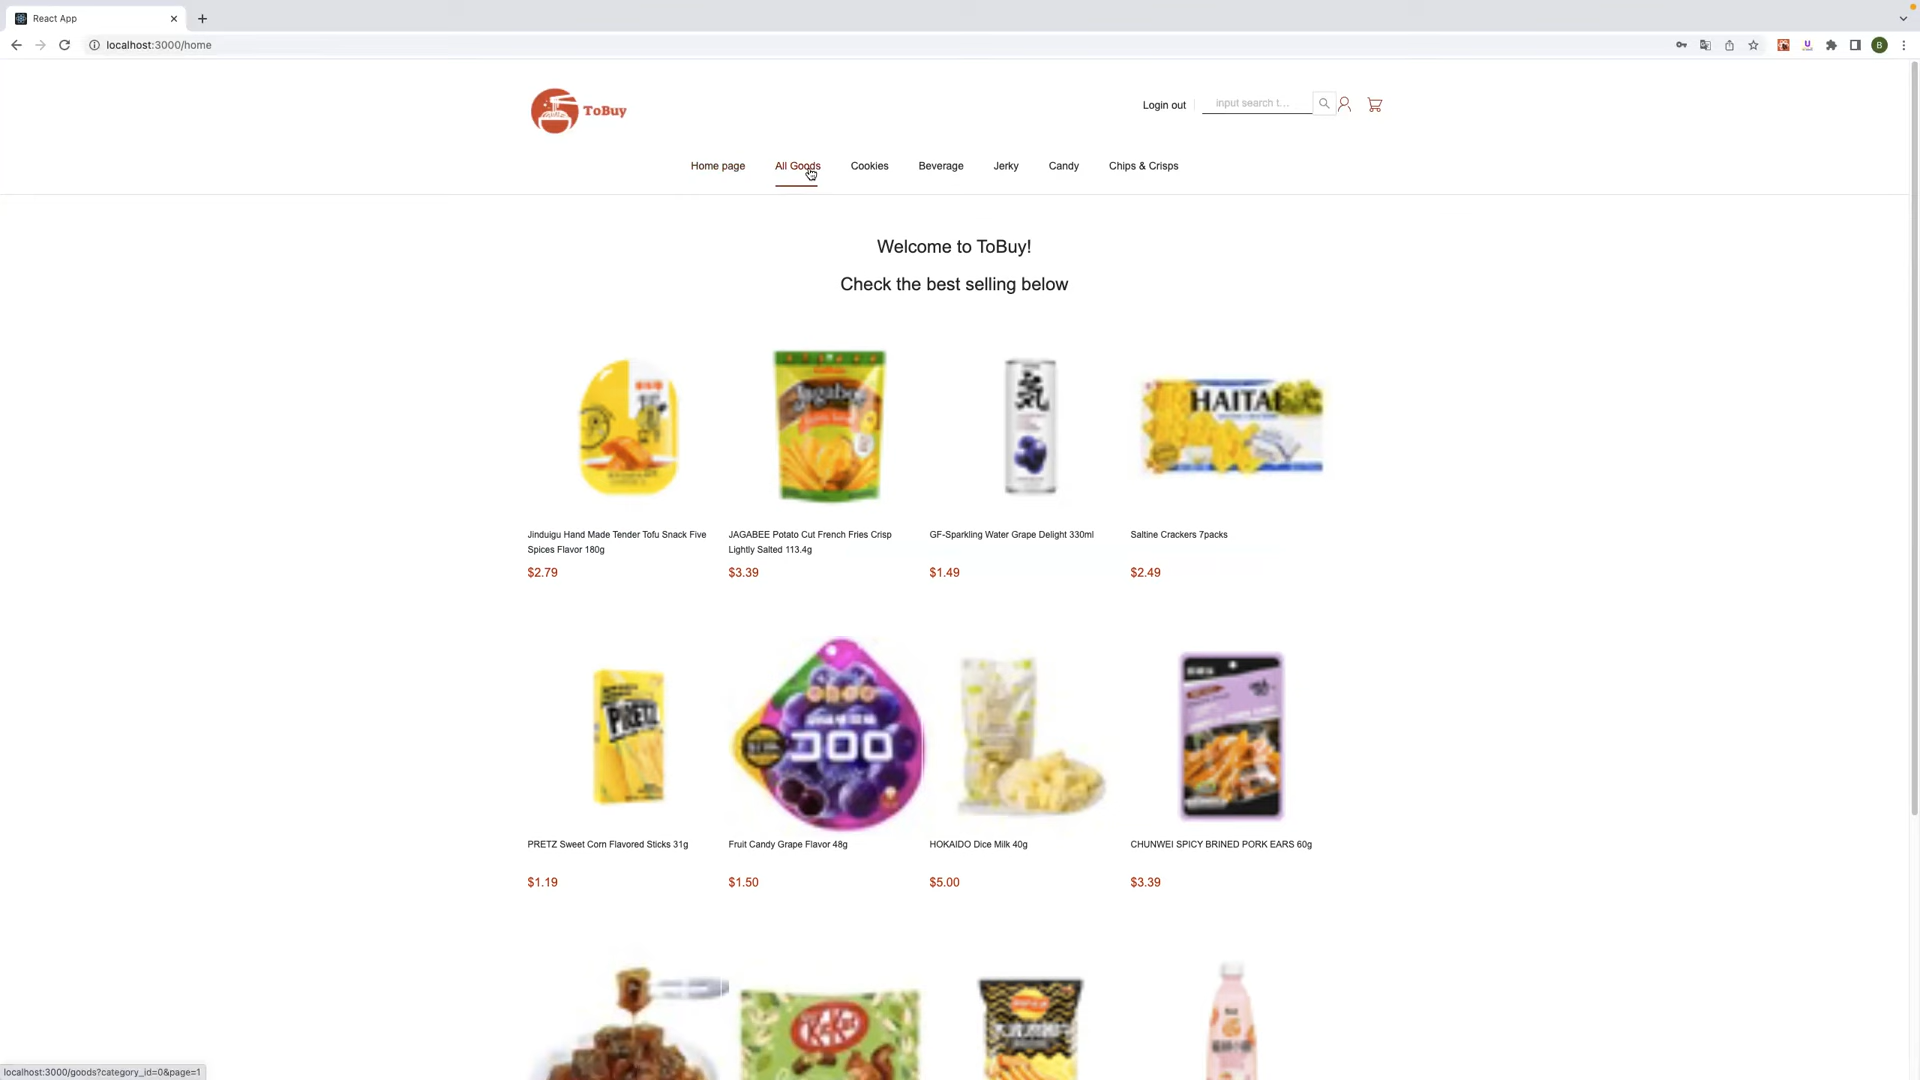 React App
localhost:3000/home
B
ToBuy
Login out
input search t...
Home page
All Goods
Cookies
Beverage
Jerky
Candy
Chips & Crisps
Welcome to ToBuy!
Check the best selling below
Jagabee
HAITAI
Jinduigu Hand Made Tender Tofu Snack Five
Spices Flavor 180g
$2.79
JAGABEE Potato Cut French Fries Crisp
Lightly Salted 113.4g
$3.39
GF-Sparkling Water Grape Delight 330ml
$1.49
Saltine Crackers 7packs
$2.49
PRETZ
PRETZ Sweet Corn Flavored Sticks 31g
$1.19
Fruit Candy Grape Flavor 48g
$1.50
HOKAIDO Dice Milk 40g
$5.00
CHUNWEI SPICY BRINED PORK EARS 60g
$3.39
localhost:3000/goods?category_id=0&page=1